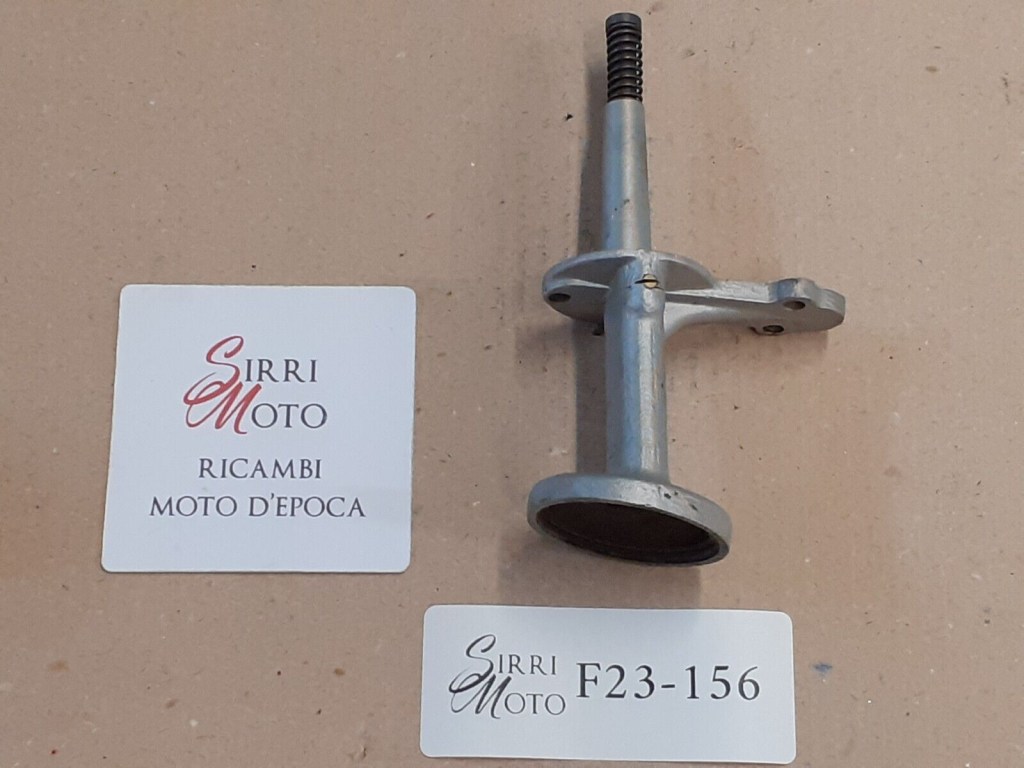 SIRRI
MOTO
RICAMBI
MOTO D'EPOCA
SIRRI
MOTO
F23-156